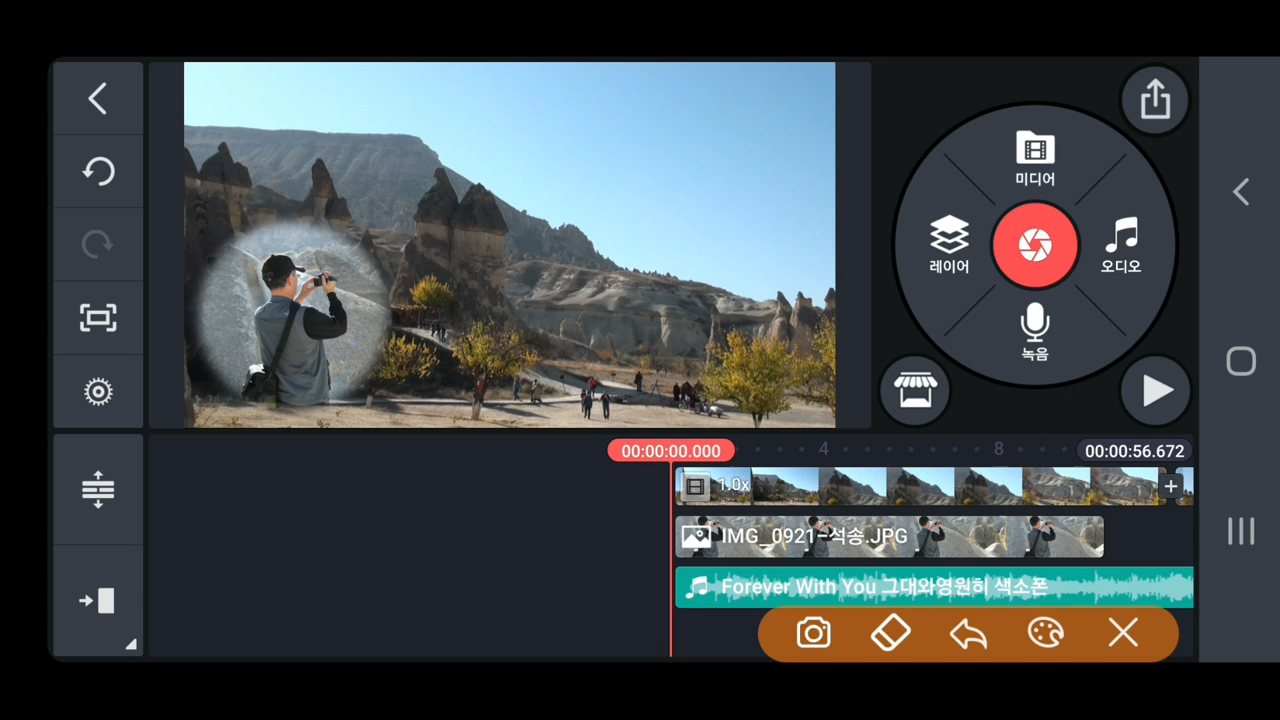 미디어
레이어
오디오
녹음
00:00:00.000
4
8
00:00:56.672
1.0x
IMG_0921-석송.JPG
Forever With You 그대와영원히 색소폰